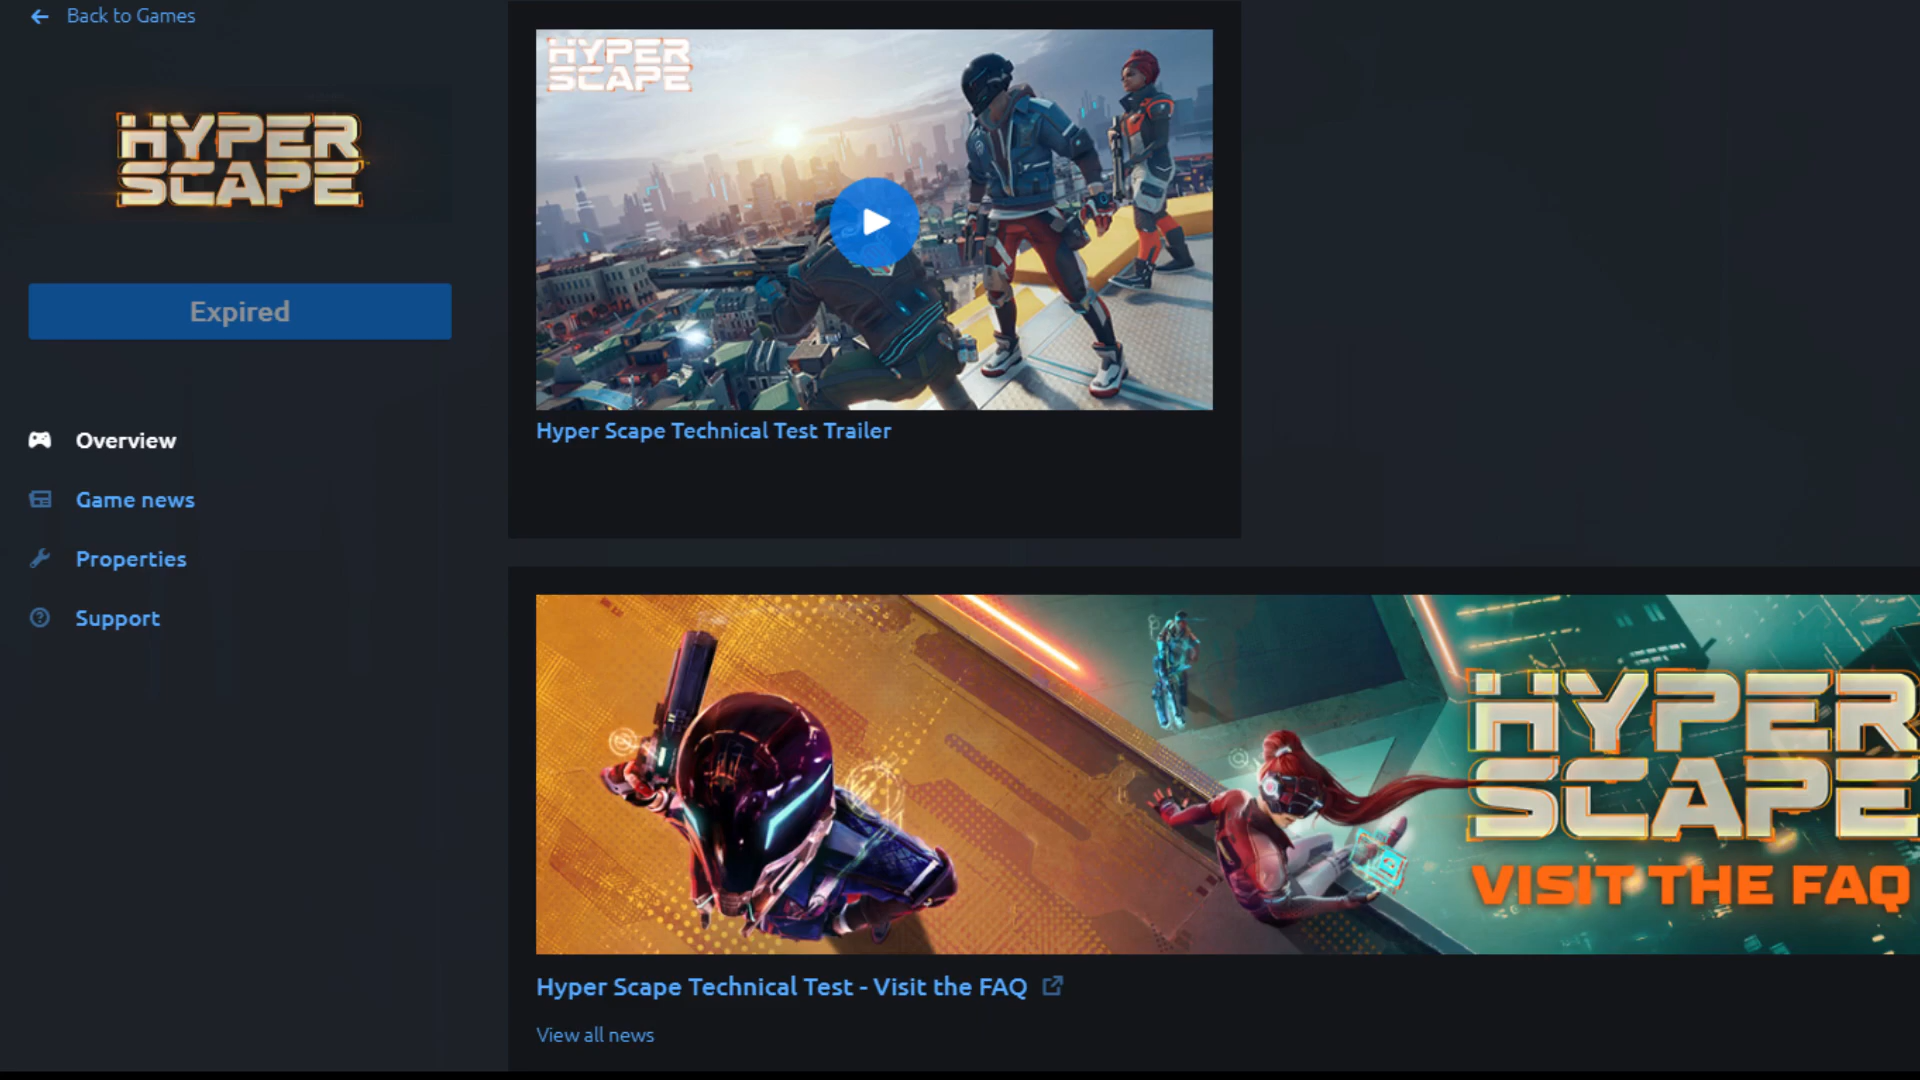 Back to Games
HYPER
SCAPE
Expired
Overview
Game news
Properties
Support
HYPER
SCAPE
Hyper Scape Technical Test Trailer
HYPER
SCAPE
VISIT THE FAQ
Hyper Scape Technical Test - Visit the FAQ
View all news